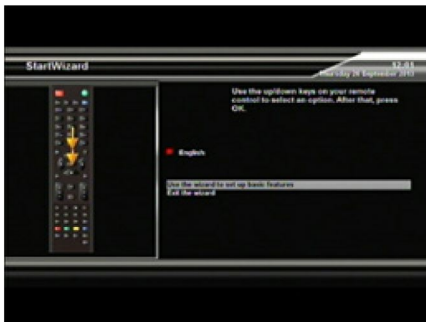 StartWizard
12:01
Thursday 26 September 2013
Use the up/down keys on your remote
control to select an option. After that, press
OK.
English
Use the wizard to set up basic features
Exit the wizard